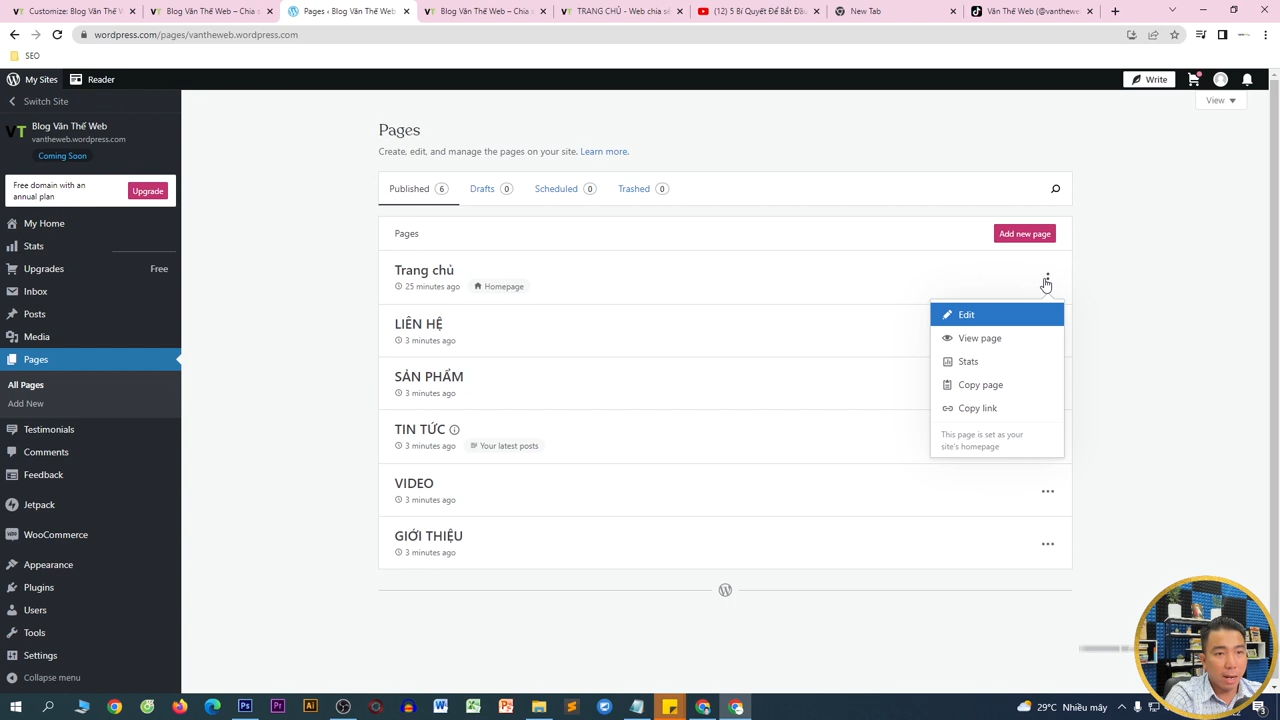 Customize: Blog Văn Thế V
Blog Văn Thế Web – Chia s
Pages ‹ Blog Văn Thế Web
Blog Văn Thế Web – Chia
TRANG CHỦ - Web chia sẻ
(12) 5 Bí Quyết Để Bắt Đầu
New Tab
Văn Thế Web (@vantheweb
wordpress.com/pages/vantheweb.wordpress.com
SEO
My Sites
Reader
Write
Switch Site
View
VT
Blog Văn Thế Web
vantheweb.wordpress.com
Coming Soon
Free domain with an
annual plan
Upgrade
My Home
Stats
Upgrades
Free
Inbox
Posts
Media
Pages
All Pages
Add New
Testimonials
Comments
Feedback
Jetpack
WooCommerce
Appearance
Plugins
Users
Tools
Settings
Collapse menu
Pages
Create, edit, and manage the pages on your site. Learn more.
Published 6
Drafts 0
Scheduled 0
Trashed 0
Pages
Add new page
Trang chủ
25 minutes ago
Homepage
LIÊN HỆ
3 minutes ago
SẢN PHẨM
3 minutes ago
TIN TỨC
3 minutes ago
Your latest posts
VIDEO
3 minutes ago
GIỚI THIỆU
3 minutes ago
Edit
View page
Stats
Copy page
Copy link
This page is set as your
site's homepage
29°C Nhiều mây